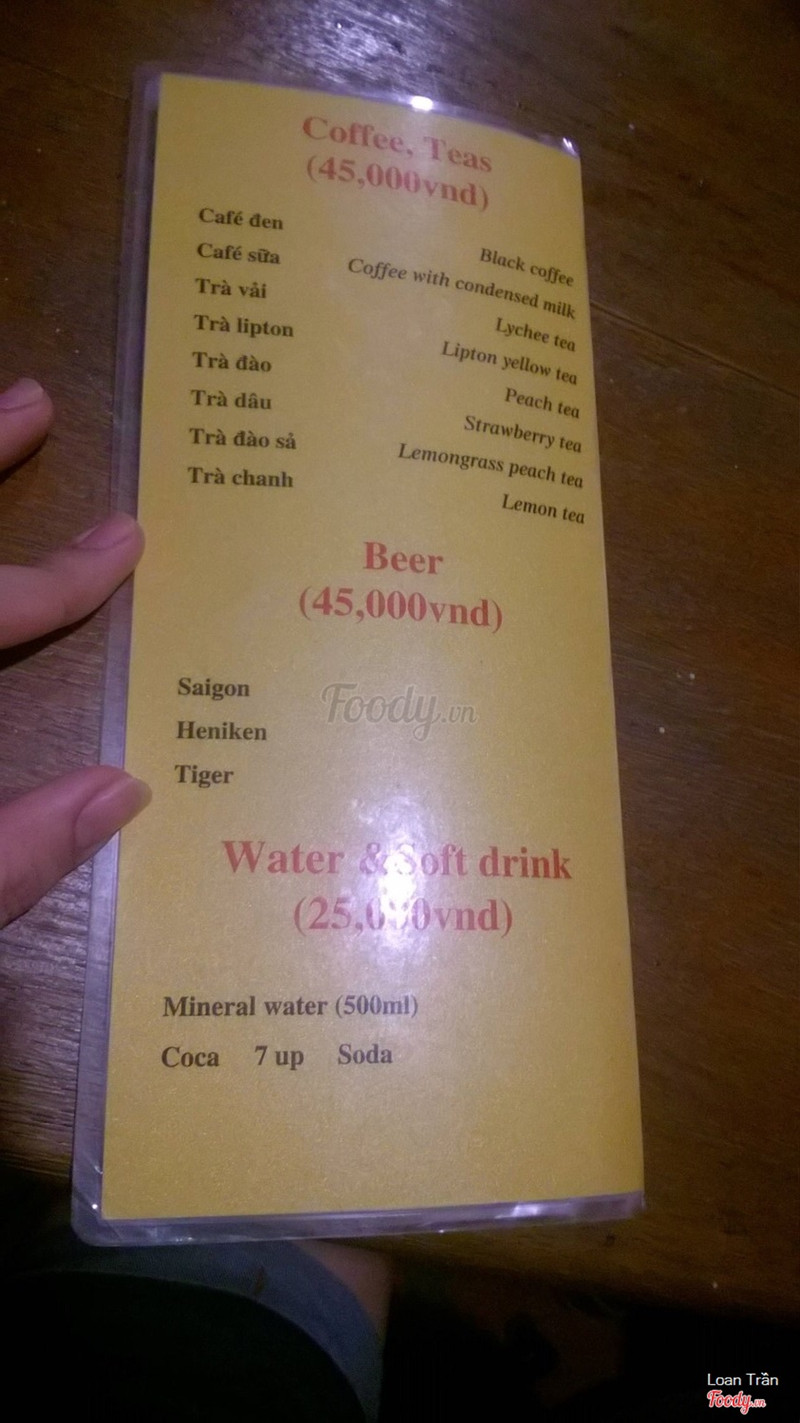 Coffee, Teas
(45,000vnd)
Café đen Black coffee
Café sữa Coffee with condensed milk
Trà vải Lychee tea
Trà lipton Lipton yellow tea
Trà đào Peach tea
Trà dâu Strawberry tea
Trà đào sả Lemongrass peach tea
Trà chanh Lemon tea
Beer
(45,000vnd)
Saigon
Foody.vn
Heniken
Tiger
Water & Soft drink
(25,000vnd)
Mineral water (500ml)
Coca 7 up Soda
Loan Trần
Foody.vn